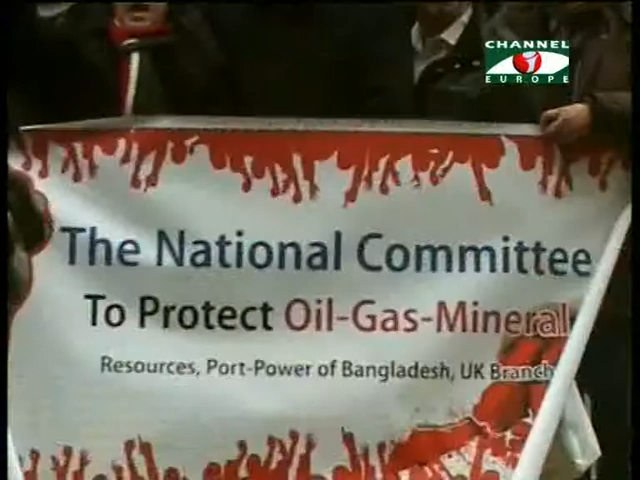 CHANNEL
i
EUROPE
The National Committee
To Protect Oil-Gas-Mineral
Resources, Port-Power of Bangladesh, UK Branch